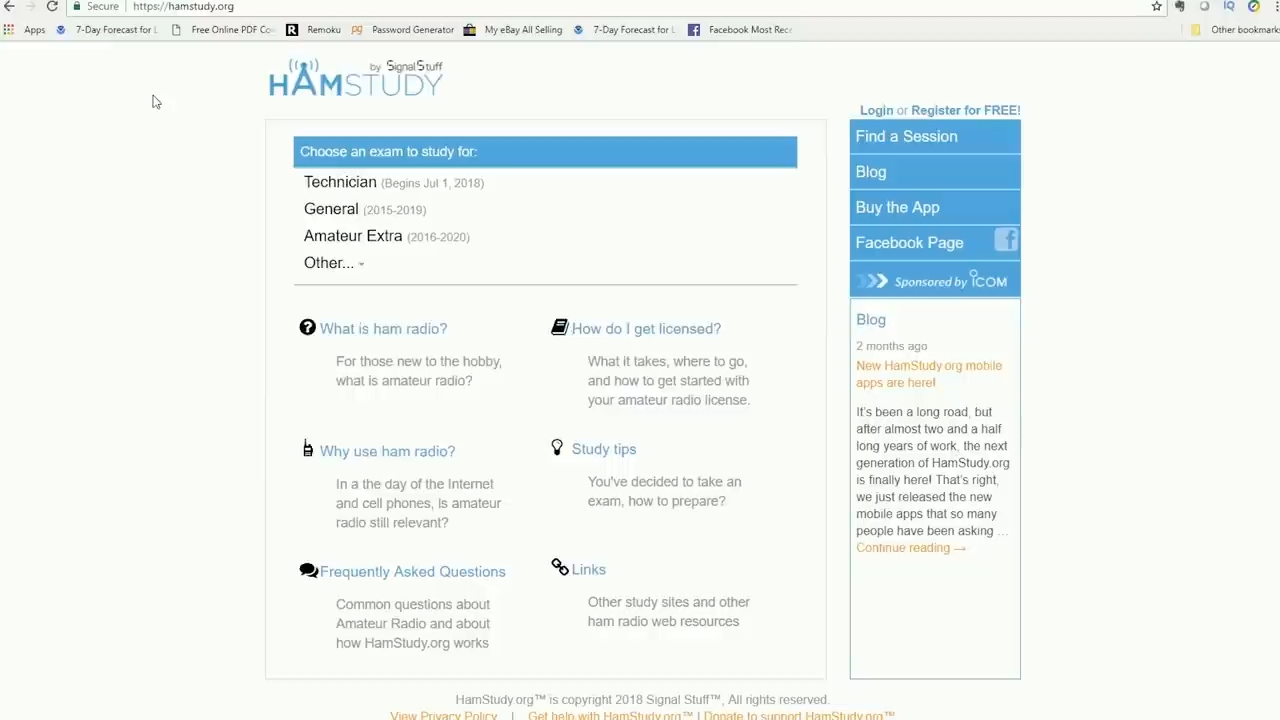 Secure https://hamstudy.org
Apps 7-Day Forecast for L Free Online PDF Co Remoku Password Generator My eBay All Selling 7-Day Forecast for L Facebook Most Rec Other bookmarks
by SignalStuff
HAMSTUDY
Login or Register for FREE!
Choose an exam to study for:
Technician (Begins Jul 1, 2018)
General (2015-2019)
Amateur Extra (2016-2020)
Other...
What is ham radio?
For those new to the hobby,
what is amateur radio?
How do I get licensed?
What it takes, where to go,
and how to get started with
your amateur radio license.
Why use ham radio?
In a the day of the Internet
and cell phones, is amateur
radio still relevant?
Study tips
You've decided to take an
exam, how to prepare?
Frequently Asked Questions
Common questions about
Amateur Radio and about
how HamStudy.org works
Links
Other study sites and other
ham radio web resources
Find a Session
Blog
Buy the App
Facebook Page
Sponsored by ICOM
Blog
2 months ago
New HamStudy.org mobile
apps are here!
It's been a long road, but
after almost two and a half
long years of work, the next
generation of HamStudy.org
is finally here! That's right,
we just released the new
mobile apps that so many
people have been asking ...
Continue reading →
HamStudy.org™ is copyright 2018 Signal Stuff™, All rights reserved.
View Privacy Policy | Get help with HamStudy.org™ | Donate to support HamStudy.org™